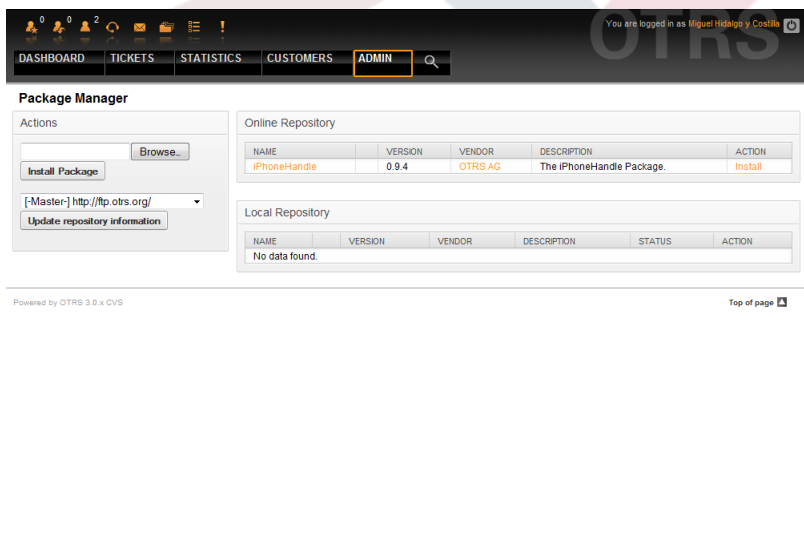 0 0 2
You are logged in as Miguel Hidalgo y Costilla
OTRS
DASHBOARD TICKETS STATISTICS CUSTOMERS ADMIN
Package Manager
Actions
Browse..
Install Package
[-Master-] http://ftp.otrs.org/
Update repository information
Online Repository
NAME VERSION VENDOR DESCRIPTION ACTION
iPhoneHandle 0.9.4 OTRS AG The iPhoneHandle Package. Install
Local Repository
NAME VERSION VENDOR DESCRIPTION STATUS ACTION
No data found.
Powered by OTRS 3.0.x CVS
Top of page